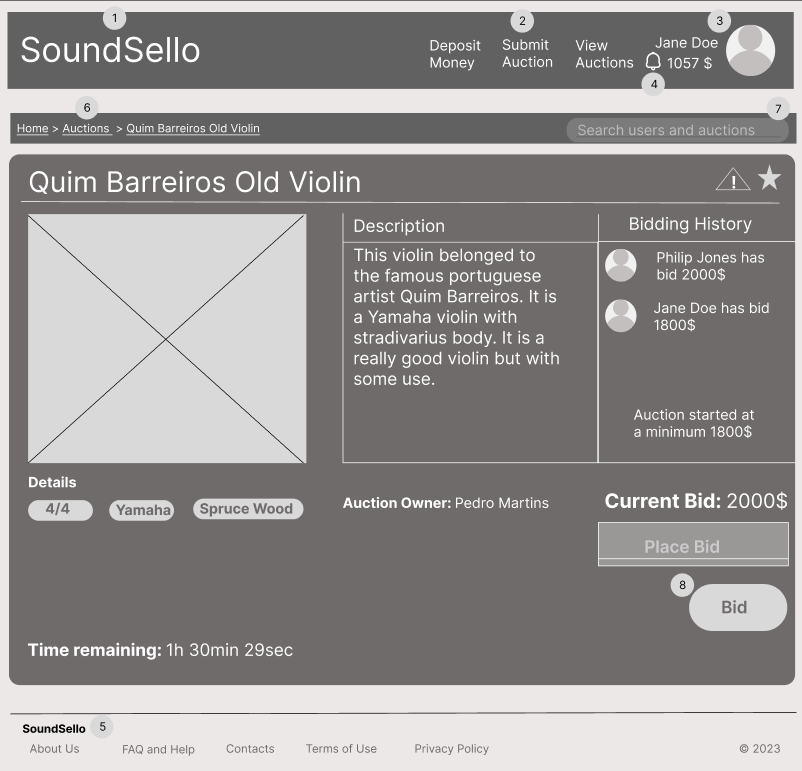 1
2
3
SoundSello
Deposit Money
Submit Auction
View Auctions
Jane Doe
1057 $
4
6
7
Home > Auctions > Quim Barreiros Old Violin
Search users and auctions
Quim Barreiros Old Violin
!
Description
This violin belonged to
the famous portuguese
artist Quim Barreiros. It is
a Yamaha violin with
stradivarius body. It is a
really good violin but with
some use.
Bidding History
Philip Jones has
bid 2000$
Jane Doe has bid
1800$
Auction started at
a minimum 1800$
Details
4/4
Yamaha
Spruce Wood
Auction Owner: Pedro Martins
Current Bid: 2000$
Place Bid
8
Bid
Time remaining: 1h 30min 29sec
SoundSello
5
About Us
FAQ and Help
Contacts
Terms of Use
Privacy Policy
© 2023